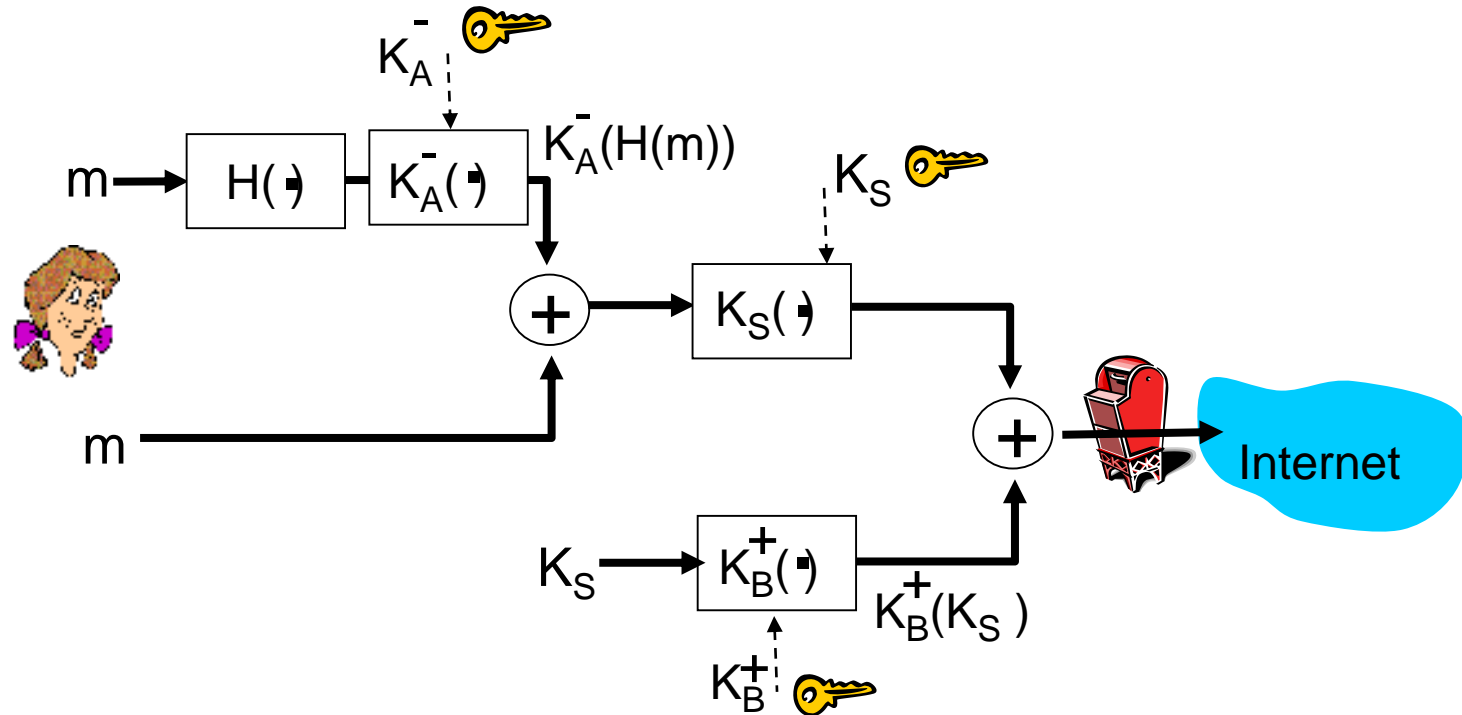 K_A^-
K_A^-(H(m))
m
H(·)
K_A^-(·)
K_S
+
K_S(·)
m
+
Internet
K_S
K_B^+(·)
K_B^+(K_S )
K_B^+